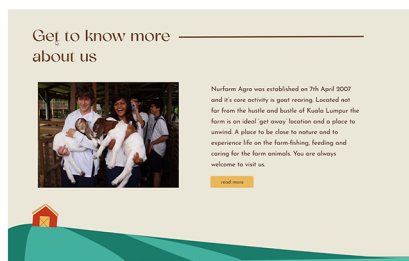 Get to know more
about us
Nurfarm Agro was established on 7th April 2007
and it's core activity is goat rearing. Located not
far from the hustle and bustle of Kuala Lumpur the
farm is an ideal 'get away' location and a place to
unwind. A place to be close to nature and to
experience life on the farm-fishing, feeding and
caring for the farm animals. You are always
welcome to visit us.
read more